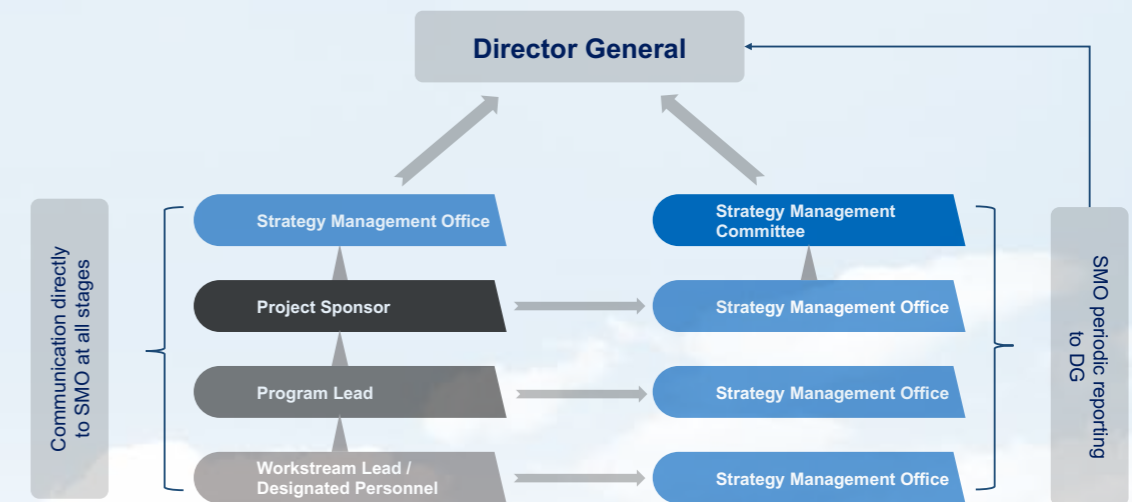 Director General
Communication directly
to SMO at all stages
Strategy Management Office
Strategy Management
Committee
Project Sponsor
Strategy Management Office
Program Lead
Strategy Management Office
Workstream Lead /
Designated Personnel
Strategy Management Office
SMO periodic reporting
to DG